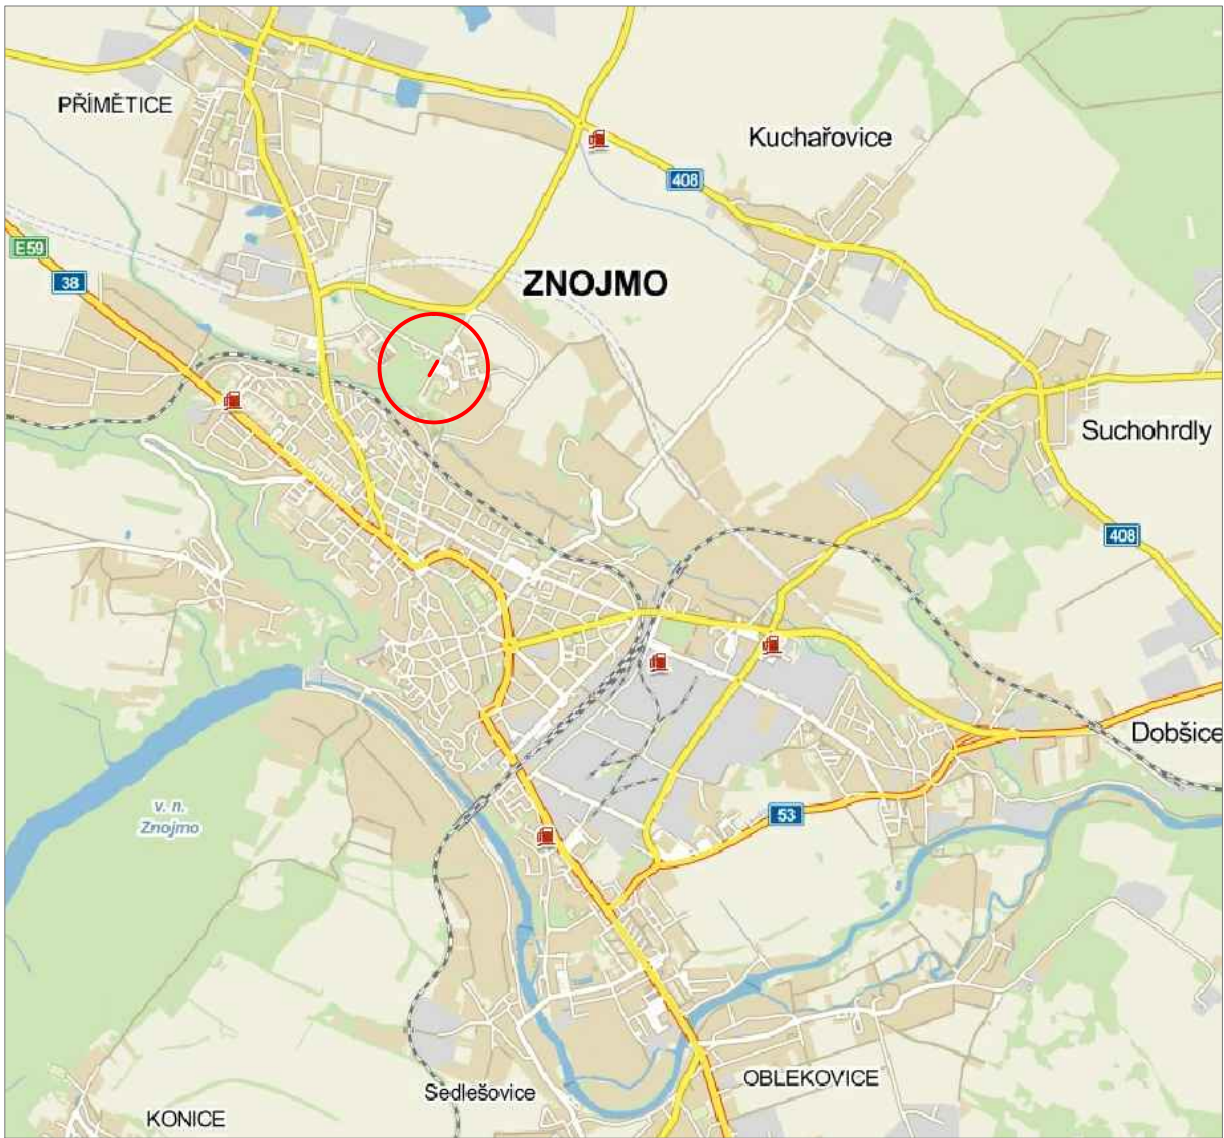 PŘÍMĚTICE
Kuchařovice
408
E59
38
ZNOJMO
Suchohrdly
408
Dobšice
v. n.
Znojmo
53
OBLEKOVICE
Sedlešovice
KONICE